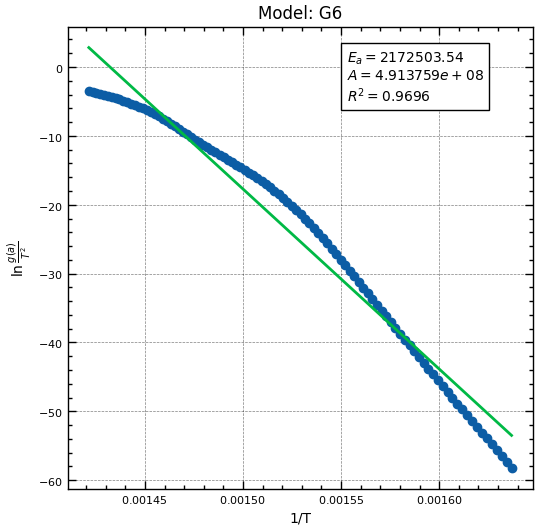 Model: G6
E_a = 2172503.54
A = 4.913759e + 08
R² = 0.9696
0
−10
−20
−30
−40
−50
−60
ln g(a)/T²
0.00145 0.00150 0.00155 0.00160
1/T